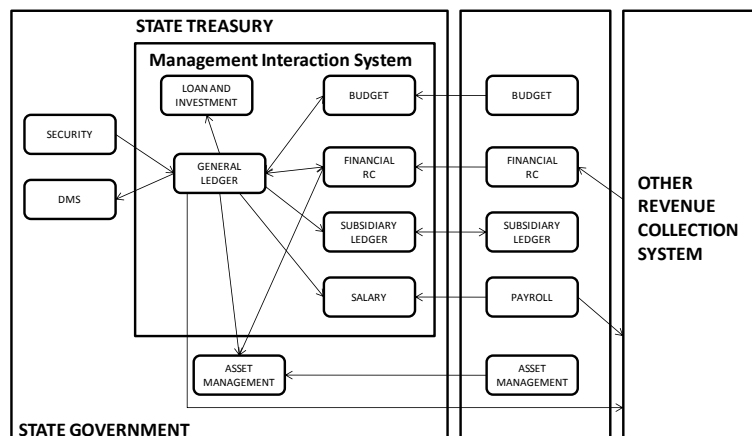 STATE TREASURY
Management Interaction System
LOAN AND
INVESTMENT
BUDGET
BUDGET
SECURITY
GENERAL
LEDGER
FINANCIAL
RC
FINANCIAL
RC
DMS
OTHER
REVENUE
COLLECTION
SYSTEM
SUBSIDIARY
LEDGER
SUBSIDIARY
LEDGER
SALARY
PAYROLL
ASSET
MANAGEMENT
ASSET
MANAGEMENT
STATE GOVERNMENT